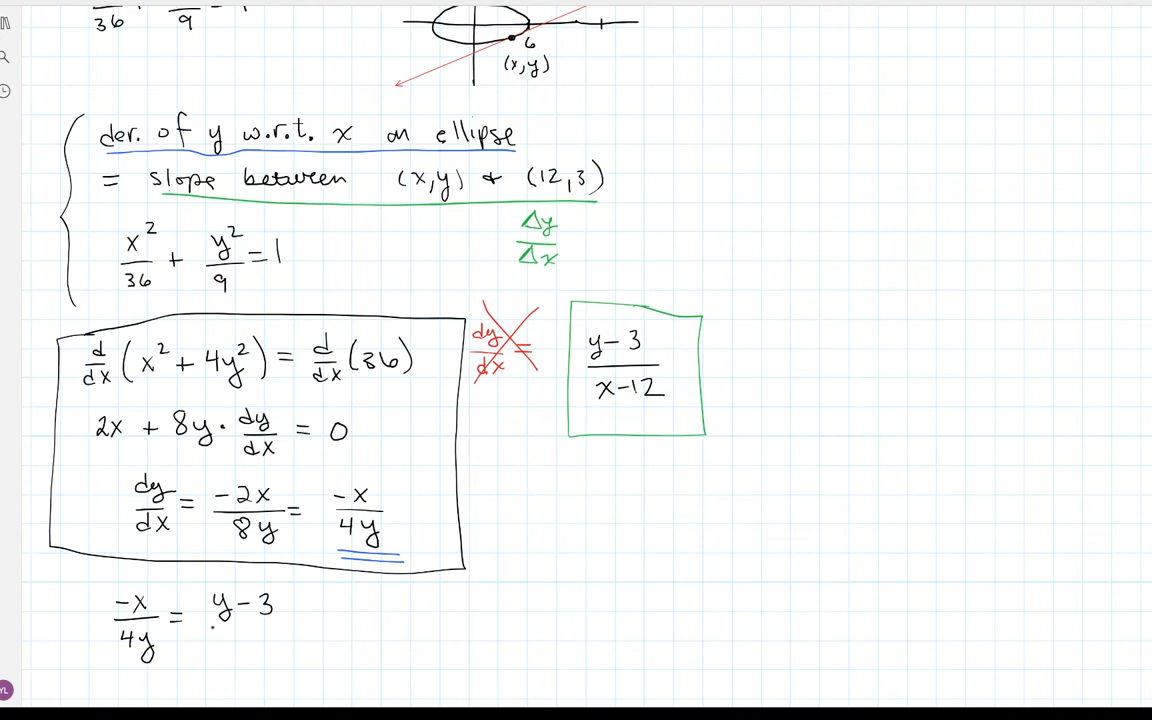 36 9
6
(x,y)
der. of y w.r.t. x on ellipse
= slope between (x,y) & (12,3)
Δy/Δx
x²/36 + y²/9 = 1
d/dx (x² + 4y²) = d/dx (36)
dy/dx =
y-3/x-12
2x + 8y · dy/dx = 0
dy/dx = -2x/8y = -x/4y
-x/4y = y-3
YL